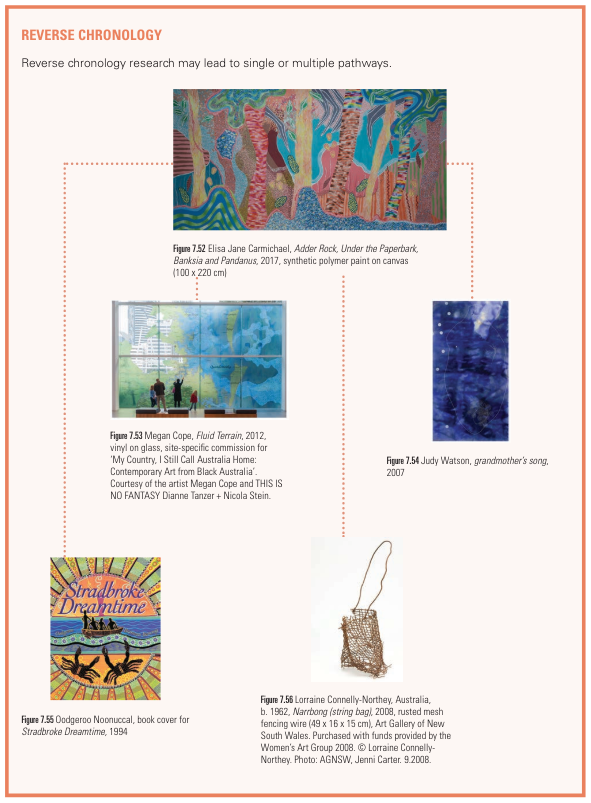 REVERSE CHRONOLOGY
Reverse chronology research may lead to single or multiple pathways.
Figure 7.52 Elisa Jane Carmichael, Adder Rock, Under the Paperbark,
Banksia and Pandanus, 2017, synthetic polymer paint on canvas
(100 x 220 cm)
Figure 7.53 Megan Cope, Fluid Terrain, 2012,
vinyl on glass, site-specific commission for
'My Country, I Still Call Australia Home:
Contemporary Art from Black Australia'.
Courtesy of the artist Megan Cope and THIS IS
NO FANTASY Dianne Tanzer + Nicola Stein.
Figure 7.54 Judy Watson, grandmother's song,
2007
Stradbroke
Dreamtime
Figure 7.55 Oodgeroo Noonuccal, book cover for
Stradbroke Dreamtime, 1994
Figure 7.56 Lorraine Connelly-Northey, Australia,
b. 1962, Narrbong (string bag), 2008, rusted mesh
fencing wire (49 x 16 x 15 cm), Art Gallery of New
South Wales. Purchased with funds provided by the
Women's Art Group 2008. © Lorraine Connelly-
Northey. Photo: AGNSW, Jenni Carter. 9.2008.